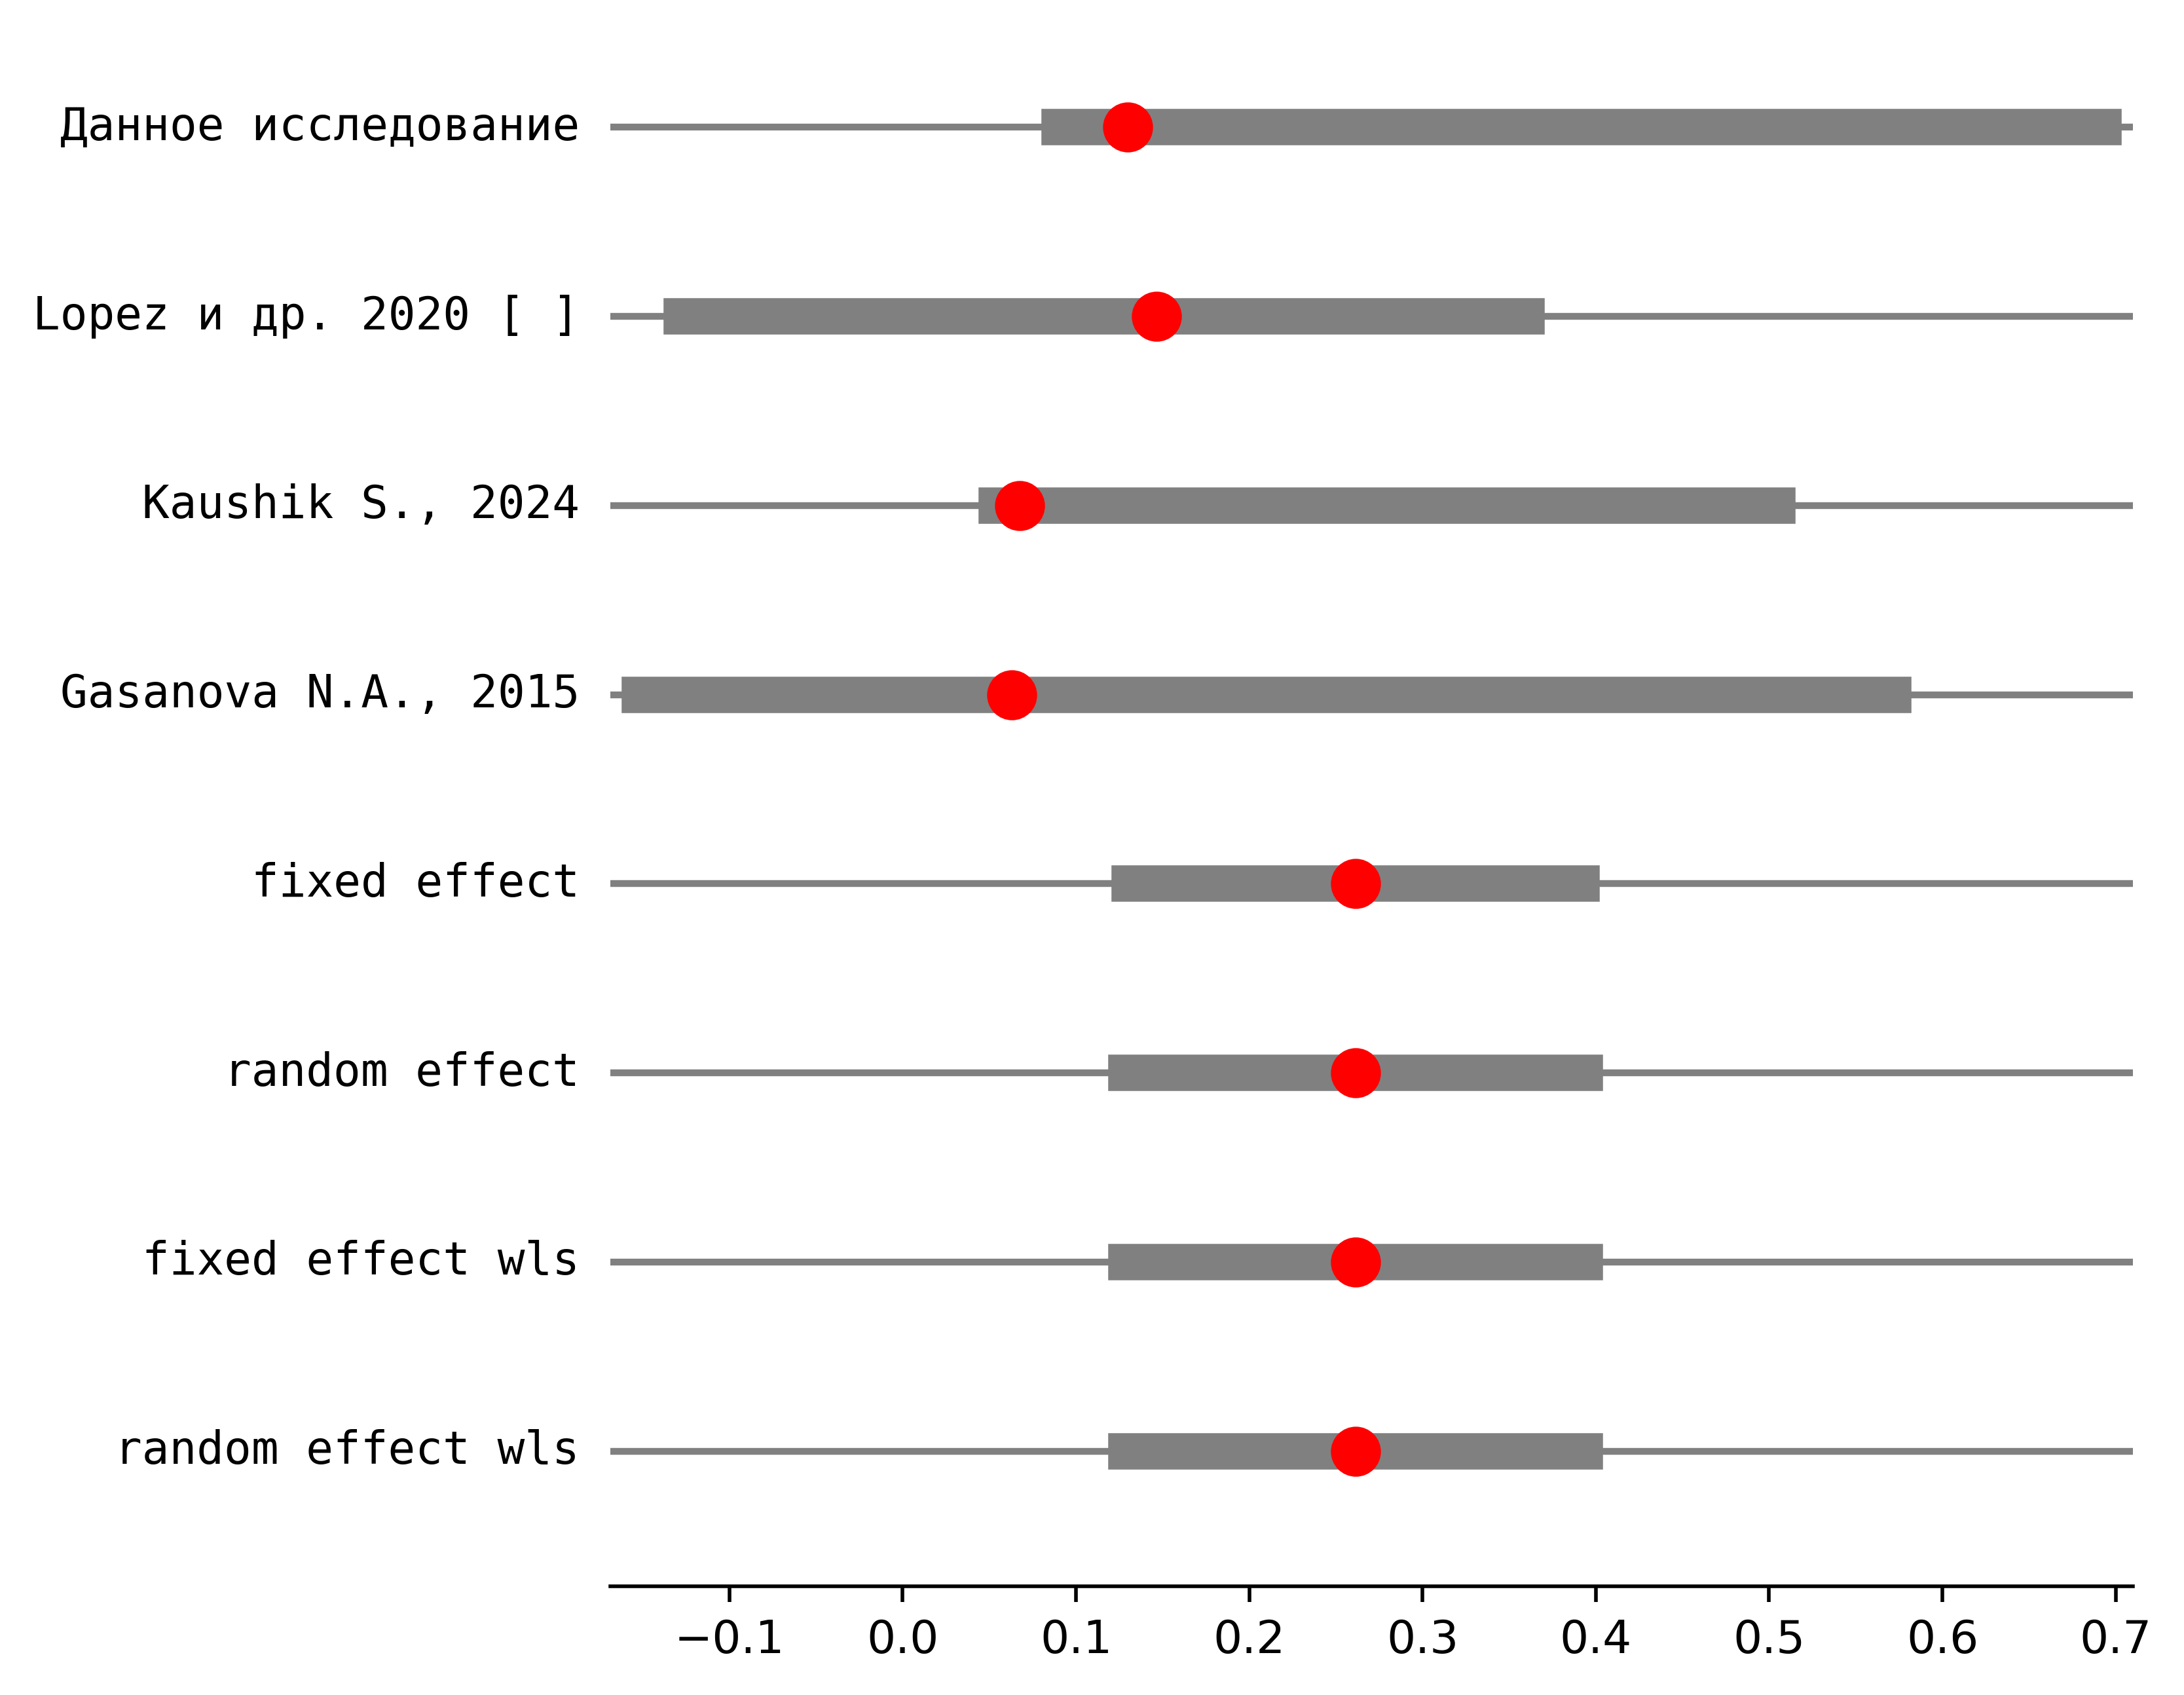 Данное исследование
Lopez и др. 2020 [ ]
Kaushik S., 2024
Gasanova N.A., 2015
fixed effect
random effect
fixed effect wls
random effect wls
−0.1 0.0 0.1 0.2 0.3 0.4 0.5 0.6 0.7